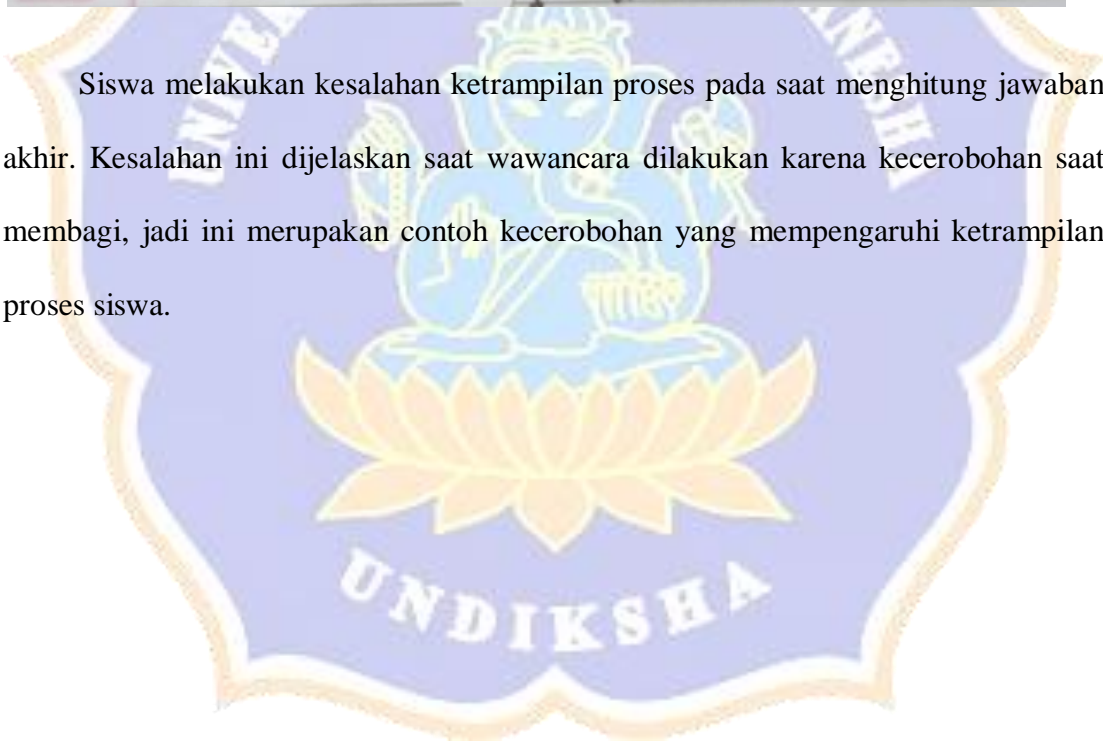 Siswa melakukan kesalahan ketrampilan proses pada saat menghitung jawaban
akhir. Kesalahan ini dijelaskan saat wawancara dilakukan karena kecerobohan saat
membagi, jadi ini merupakan contoh kecerobohan yang mempengaruhi ketrampilan
proses siswa.
UNDIKSHA